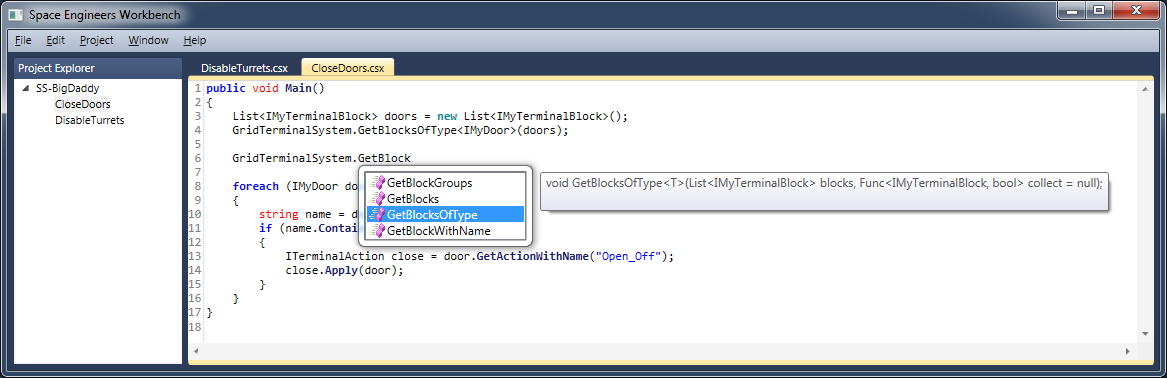 Space Engineers Workbench
File Edit Project Window Help
Project Explorer
SS-BigDaddy
CloseDoors
DisableTurrets
DisableTurrets.csx CloseDoors.csx
1 public void Main()
2 {
3 List<IMyTerminalBlock> doors = new List<IMyTerminalBlock>();
4 GridTerminalSystem.GetBlocksOfType<IMyDoor>(doors);
5
6 GridTerminalSystem.GetBlock
7
8 foreach (IMyDoor do
9 {
10 string name = d
11 if (name.Contai
12 {
13 ITerminalAction close = door.GetActionWithName("Open_Off");
14 close.Apply(door);
15 }
16 }
17 }
18
GetBlockGroups
GetBlocks
GetBlocksOfType
GetBlockWithName
void GetBlocksOfType<T>(List<IMyTerminalBlock> blocks, Func<IMyTerminalBlock, bool> collect = null);